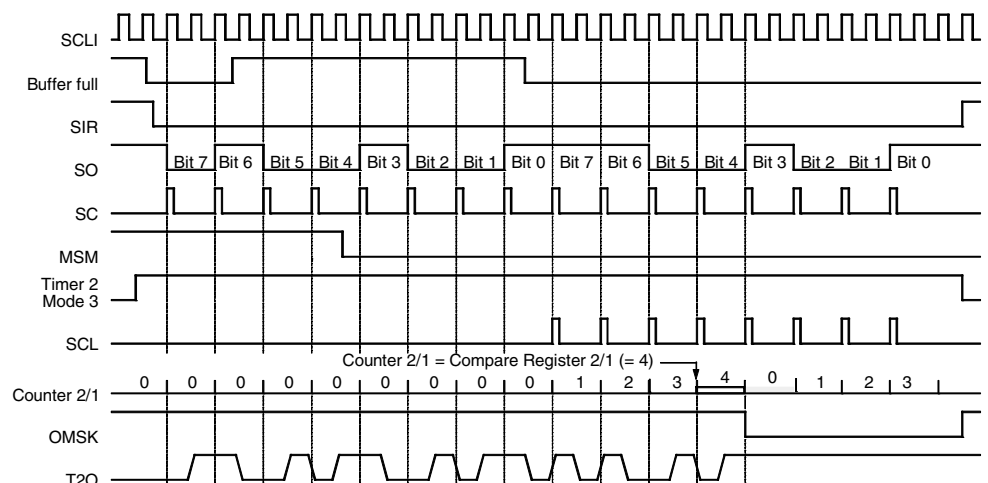 SCLI
Buffer full
SIR
SO Bit 7 Bit 6 Bit 5 Bit 4 Bit 3 Bit 2 Bit 1 Bit 0 Bit 7 Bit 6 Bit 5 Bit 4 Bit 3 Bit 2 Bit 1 Bit 0
SC
MSM
Timer 2
Mode 3
SCL
Counter 2/1 = Compare Register 2/1 (= 4)
Counter 2/1 0 0 0 0 0 0 0 0 0 1 2 3 4 0 1 2 3
OMSK
T2O